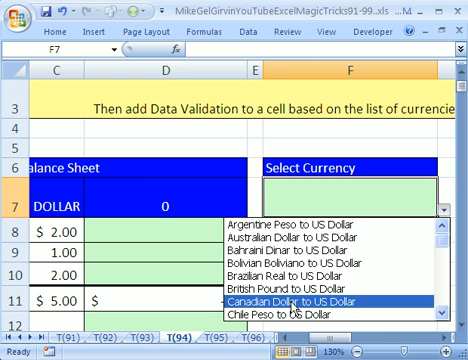 MikeGelGirvinYouTubeExcelMagicTricks91-99...xls...
Home Insert Page Layout Formulas Data Review View Developer
F7
C D E F
3 Then add Data Validation to a cell based on the list of currencie
4
5
6 alance Sheet Select Currency
7 DOLLAR 0
8 $ 2.00
9 1.00
10 2.00
11 $ 5.00 $ -
12
Argentine Peso to US Dollar
Australian Dollar to US Dollar
Bahraini Dinar to US Dollar
Bolivian Boliviano to US Dollar
Brazilian Real to US Dollar
British Pound to US Dollar
Canadian Dollar to US Dollar
Chile Peso to US Dollar
T(91) T(92) T(93) T(94) T(95) T(96)
130%